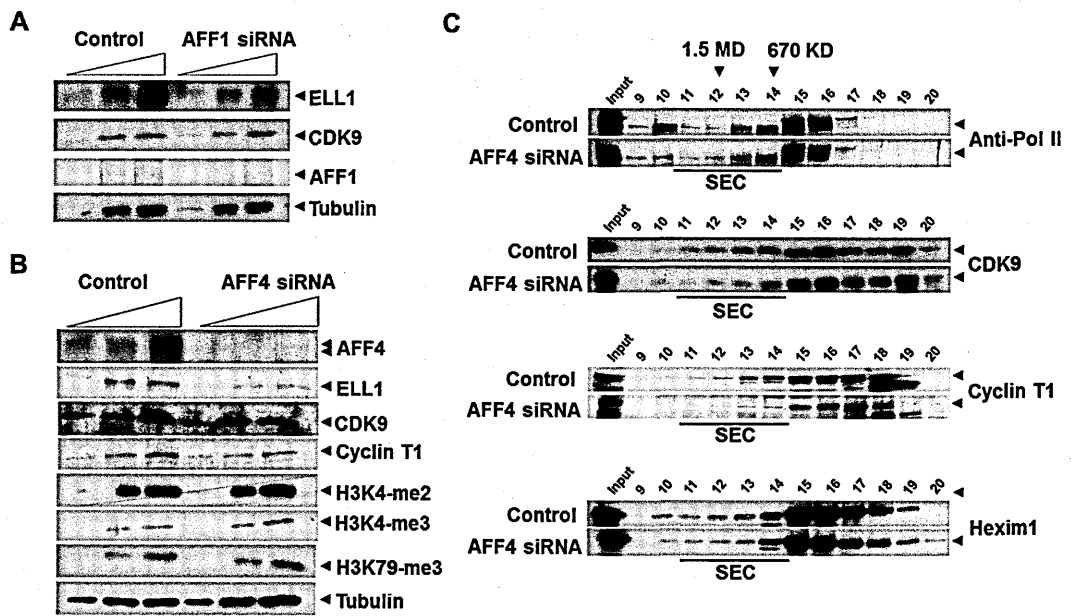 A
Control AFF1 siRNA
ELL1
CDK9
AFF1
Tubulin
B
Control AFF4 siRNA
AFF4
ELL1
CDK9
Cyclin T1
H3K4-me2
H3K4-me3
H3K79-me3
Tubulin
C
1.5 MD 670 KD
Input 9 10 11 12 13 14 15 16 17 18 19 20
Control
Anti-Pol II
AFF4 siRNA
SEC
Input 9 10 11 12 13 14 15 16 17 18 19 20
Control
CDK9
AFF4 siRNA
SEC
Input 9 10 11 12 13 14 15 16 17 18 19 20
Control
Cyclin T1
AFF4 siRNA
SEC
Input 9 10 11 12 13 14 15 16 17 18 19 20
Control
Hexim1
AFF4 siRNA
SEC